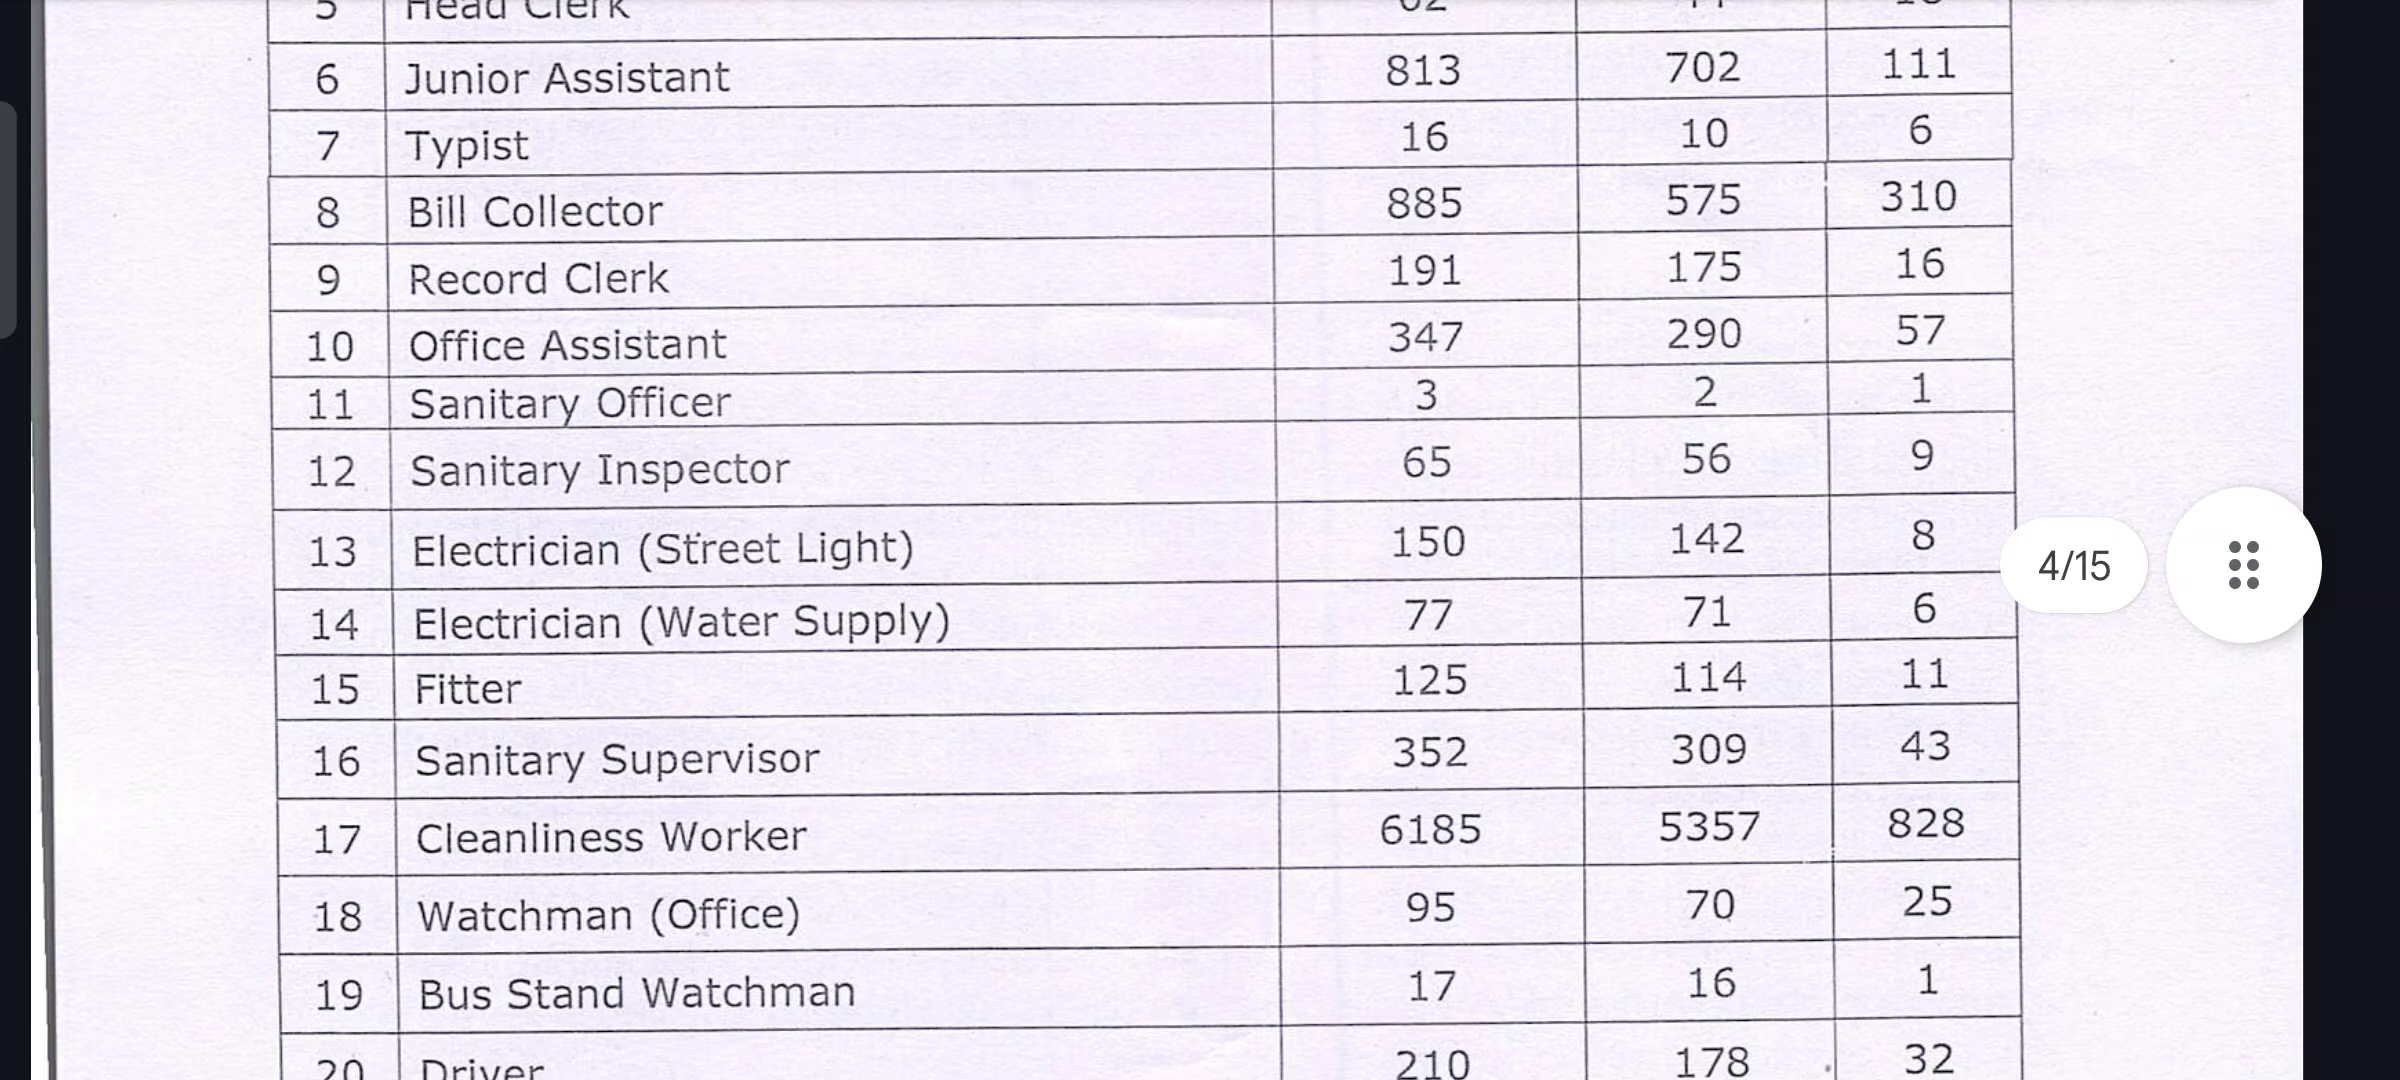 5 Head Clerk
6 Junior Assistant 813 702 111
7 Typist 16 10 6
8 Bill Collector 885 575 310
9 Record Clerk 191 175 16
10 Office Assistant 347 290 57
11 Sanitary Officer 3 2 1
12 Sanitary Inspector 65 56 9
13 Electrician (Street Light) 150 142 8
14 Electrician (Water Supply) 77 71 6
15 Fitter 125 114 11
16 Sanitary Supervisor 352 309 43
17 Cleanliness Worker 6185 5357 828
18 Watchman (Office) 95 70 25
19 Bus Stand Watchman 17 16 1
20 Driver 210 178 32
4/15